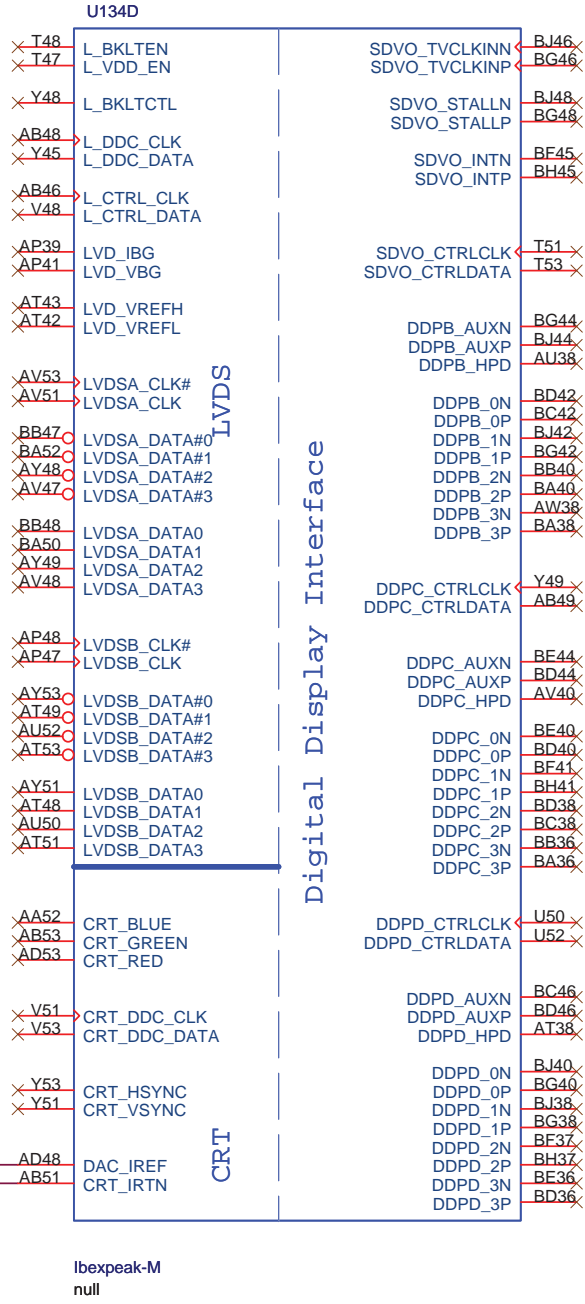 U134D
T48 L_BKLTEN SDVO_TVCLKINN BJ46
T47 L_VDD_EN SDVO_TVCLKINP BG46
Y48 L_BKLTCTL SDVO_STALLN BJ48
SDVO_STALLP BG48
AB48 L_DDC_CLK
Y45 L_DDC_DATA SDVO_INTN BF45
SDVO_INTP BH45
AB46 L_CTRL_CLK
V48 L_CTRL_DATA
AP39 LVD_IBG SDVO_CTRLCLK T51
AP41 LVD_VBG SDVO_CTRLDATA T53
AT43 LVD_VREFH
AT42 LVD_VREFL DDPB_AUXN BG44
DDPB_AUXP BJ44
DDPB_HPD AU38
AV53 LVDSA_CLK#
AV51 LVDSA_CLK DDPB_0N BD42
DDPB_0P BC42
BB47 LVDSA_DATA#0 DDPB_1N BJ42
BA52 LVDSA_DATA#1 DDPB_1P BG42
AY48 LVDSA_DATA#2 DDPB_2N BB40
AV47 LVDSA_DATA#3 DDPB_2P BA40
DDPB_3N AW38
BB48 LVDSA_DATA0 DDPB_3P BA38
BA50 LVDSA_DATA1
AY49 LVDSA_DATA2
AV48 LVDSA_DATA3 DDPC_CTRLCLK Y49
DDPC_CTRLDATA AB49
AP48 LVDSB_CLK#
AP47 LVDSB_CLK DDPC_AUXN BE44
DDPC_AUXP BD44
AY53 LVDSB_DATA#0 DDPC_HPD AV40
AT49 LVDSB_DATA#1
AU52 LVDSB_DATA#2 DDPC_0N BE40
AT53 LVDSB_DATA#3 DDPC_0P BD40
DDPC_1N BF41
AY51 LVDSB_DATA0 DDPC_1P BH41
AT48 LVDSB_DATA1 DDPC_2N BD38
AU50 LVDSB_DATA2 DDPC_2P BC38
AT51 LVDSB_DATA3 DDPC_3N BB36
DDPC_3P BA36
LVDS
Digital Display Interface
AA52 CRT_BLUE DDPD_CTRLCLK U50
AB53 CRT_GREEN DDPD_CTRLDATA U52
AD53 CRT_RED
DDPD_AUXN BC46
V51 CRT_DDC_CLK DDPD_AUXP BD46
V53 CRT_DDC_DATA DDPD_HPD AT38
DDPD_0N BJ40
Y53 CRT_HSYNC DDPD_0P BG40
Y51 CRT_VSYNC DDPD_1N BJ38
DDPD_1P BG38
DDPD_2N BF37
AD48 DAC_IREF DDPD_2P BH37
AB51 CRT_IRTN DDPD_3N BE36
DDPD_3P BD36
CRT
Ibexpeak-M
null